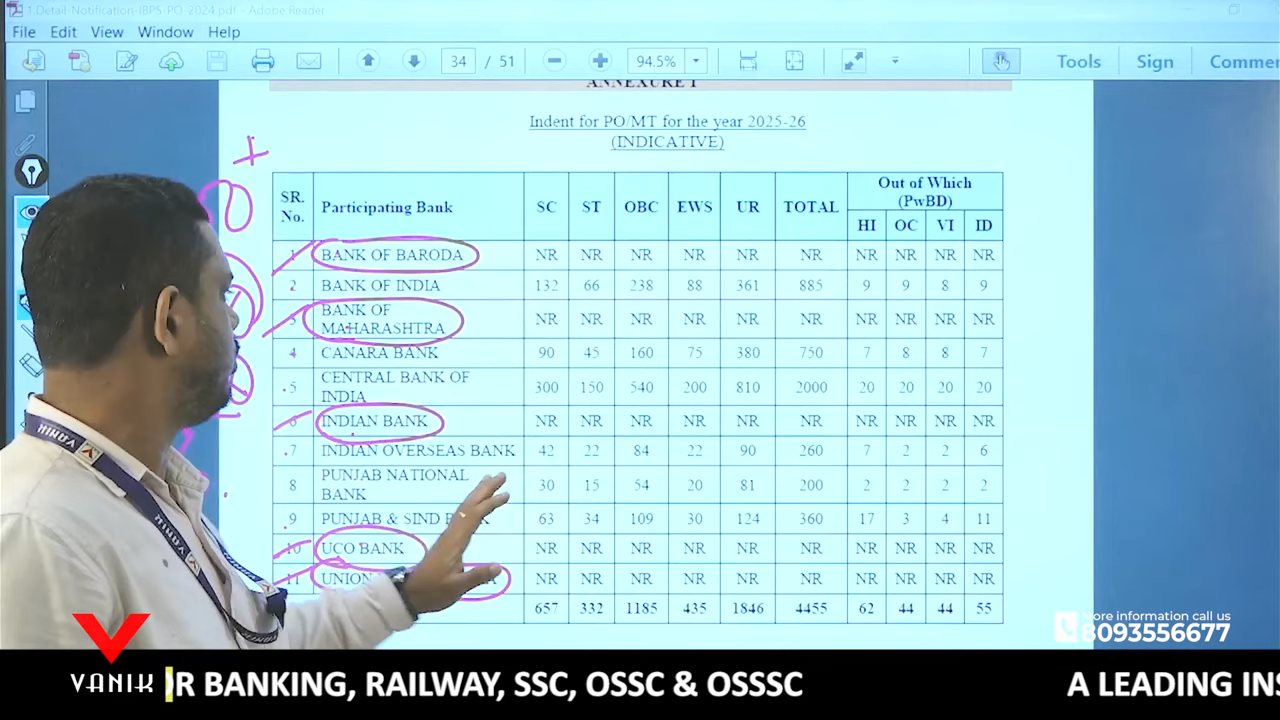 1.Detail-Notification-IBPS-PO-2024.pdf - Adobe Reader
File Edit View Window Help
34 / 51 94.5% Tools Sign Commen
ANNEXURE I
Indent for PO/MT for the year 2025-26
(INDICATIVE)
SR. No. Participating Bank SC ST OBC EWS UR TOTAL Out of Which (PwBD)
HI OC VI ID
1 BANK OF BARODA NR NR NR NR NR NR NR NR NR NR
2 BANK OF INDIA 132 66 238 88 361 885 9 9 8 9
3 BANK OF MAHARASHTRA NR NR NR NR NR NR NR NR NR NR
4 CANARA BANK 90 45 160 75 380 750 7 8 8 7
5 CENTRAL BANK OF INDIA 300 150 540 200 810 2000 20 20 20 20
6 INDIAN BANK NR NR NR NR NR NR NR NR NR NR
7 INDIAN OVERSEAS BANK 42 22 84 22 90 260 7 2 2 6
8 PUNJAB NATIONAL BANK 30 15 54 20 81 200 2 2 2 2
9 PUNJAB & SIND 63 34 109 30 124 360 17 3 4 11
10 UCO BANK NR NR NR NR NR NR NR NR NR NR
11 UNION NR NR NR NR NR NR NR NR NR NR
657 332 1185 435 1846 4455 62 44 44 55
VANIK
VANIK
More information call us
8093556677
VANIK
OR BANKING, RAILWAY, SSC, OSSC & OSSSC A LEADING INS